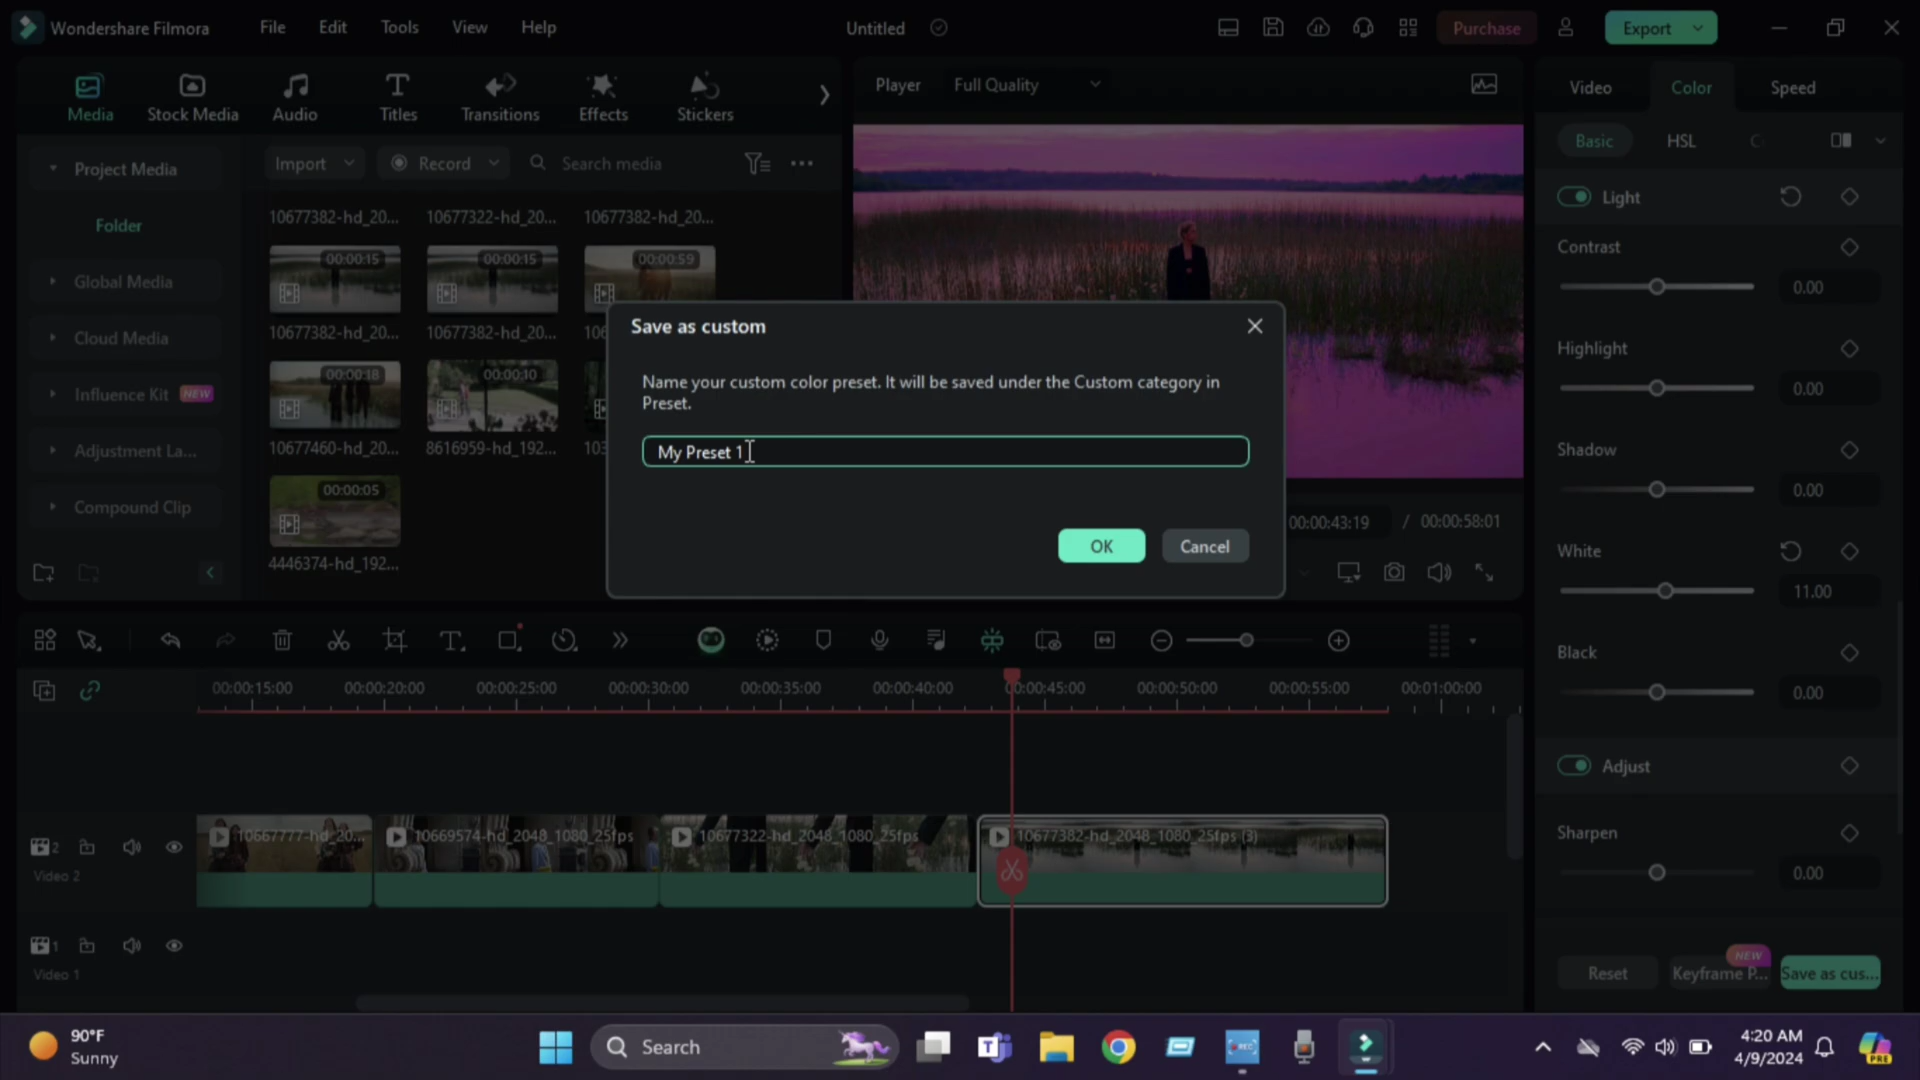 Wondershare Filmora
File
Edit
Tools
View
Help
Untitled
Purchase
Export
Media
Stock Media
Audio
Titles
Transitions
Effects
Stickers
Player
Full Quality
Video
Color
Speed
Basic
HSL
Project Media
Import
Record
Search media
Folder
Global Media
Cloud Media
Influence Kit
NEW
Adjustment La...
Compound Clip
10677382-hd_20...
10677322-hd_20...
10677382-hd_20...
00:00:15
00:00:15
00:00:59
10677382-hd_20...
10677382-hd_20...
00:00:18
00:00:10
10677460-hd_20...
8616959-hd_192...
00:00:05
4446374-hd_192...
Save as custom
Name your custom color preset. It will be saved under the Custom category in
Preset.
My Preset 1
OK
Cancel
00:00:43:19
/
00:00:58:01
Light
Contrast
0.00
Highlight
0.00
Shadow
0.00
White
11.00
Black
0.00
Adjust
Sharpen
0.00
Reset
Keyframe P...
NEW
Save as cus...
00:00:15:00
00:00:20:00
00:00:25:00
00:00:30:00
00:00:35:00
00:00:40:00
00:00:45:00
00:00:50:00
00:00:55:00
00:01:00:00
2
Video 2
10667777-hd_20...
10669574-hd_2048_1080_25fps
10677322-hd_2048_1080_25fps
10677382-hd_2048_1080_25fps (3)
1
Video 1
90°F
Sunny
Search
REC
4:20 AM
4/9/2024
PRE